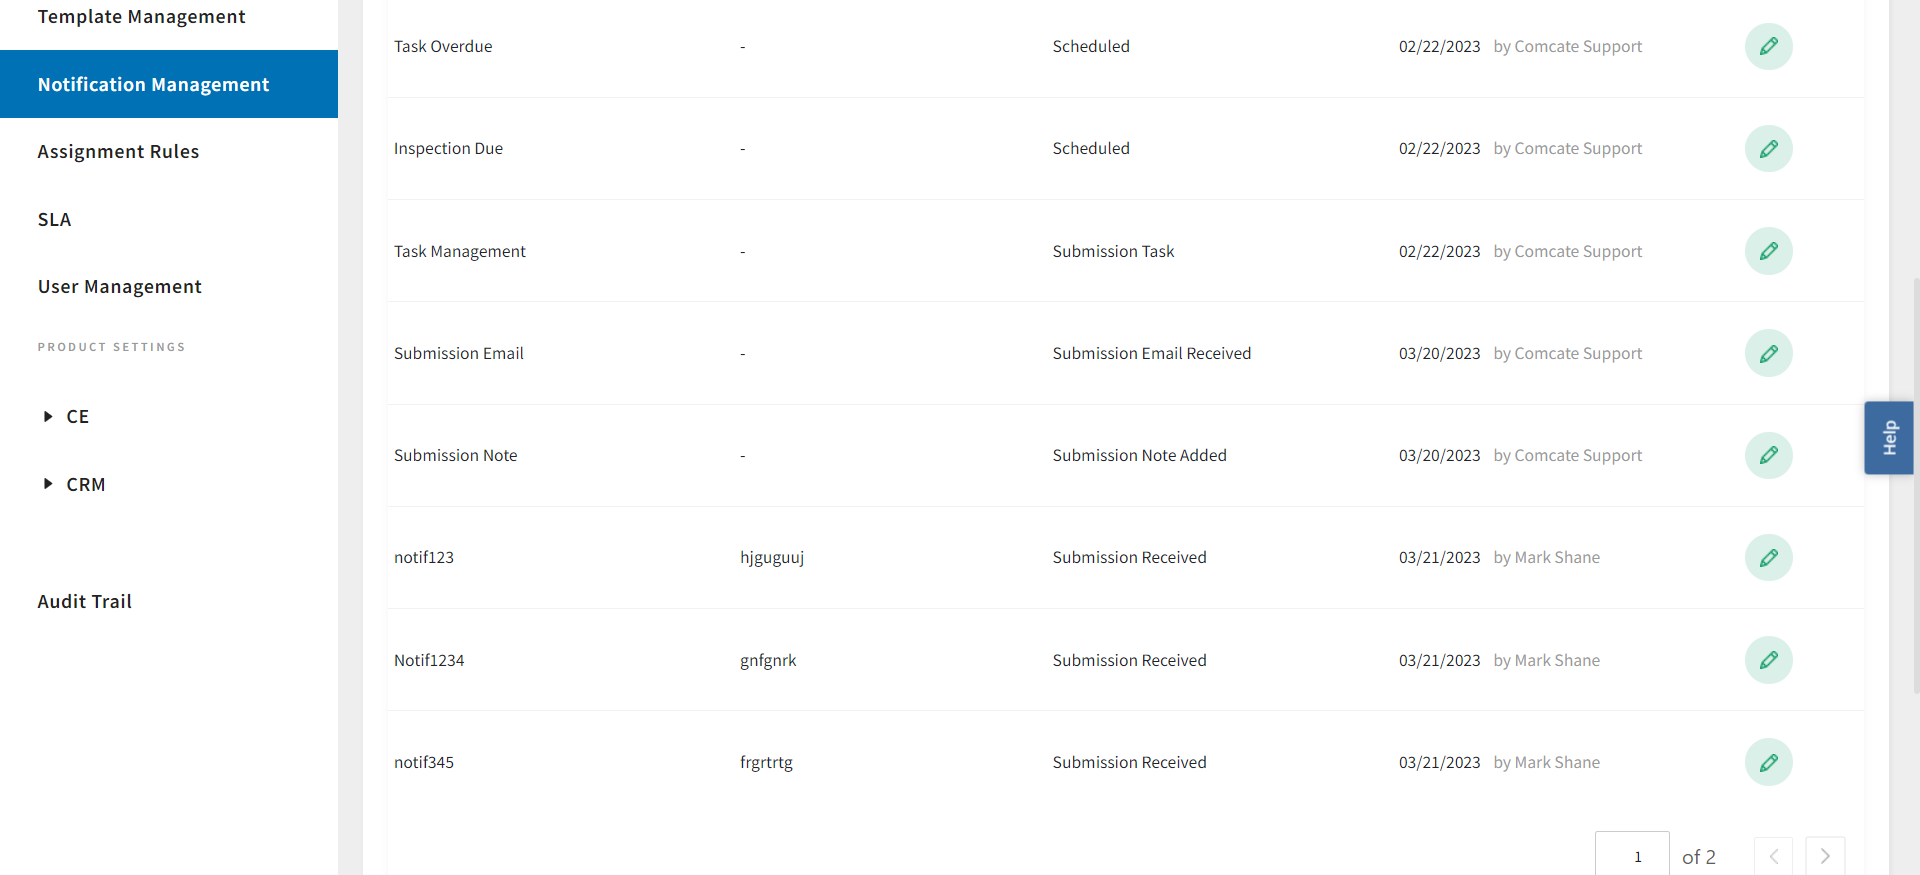 Template Management
Notification Management
Assignment Rules
SLA
User Management
PRODUCT SETTINGS
CE
CRM
Audit Trail
Task Overdue - Scheduled 02/22/2023 by Comcate Support
Inspection Due - Scheduled 02/22/2023 by Comcate Support
Task Management - Submission Task 02/22/2023 by Comcate Support
Submission Email - Submission Email Received 03/20/2023 by Comcate Support
Submission Note - Submission Note Added 03/20/2023 by Comcate Support
notif123 hjguguuj Submission Received 03/21/2023 by Mark Shane
Notif1234 gnfgnrk Submission Received 03/21/2023 by Mark Shane
notif345 frgrtrtg Submission Received 03/21/2023 by Mark Shane
1 of 2
Help